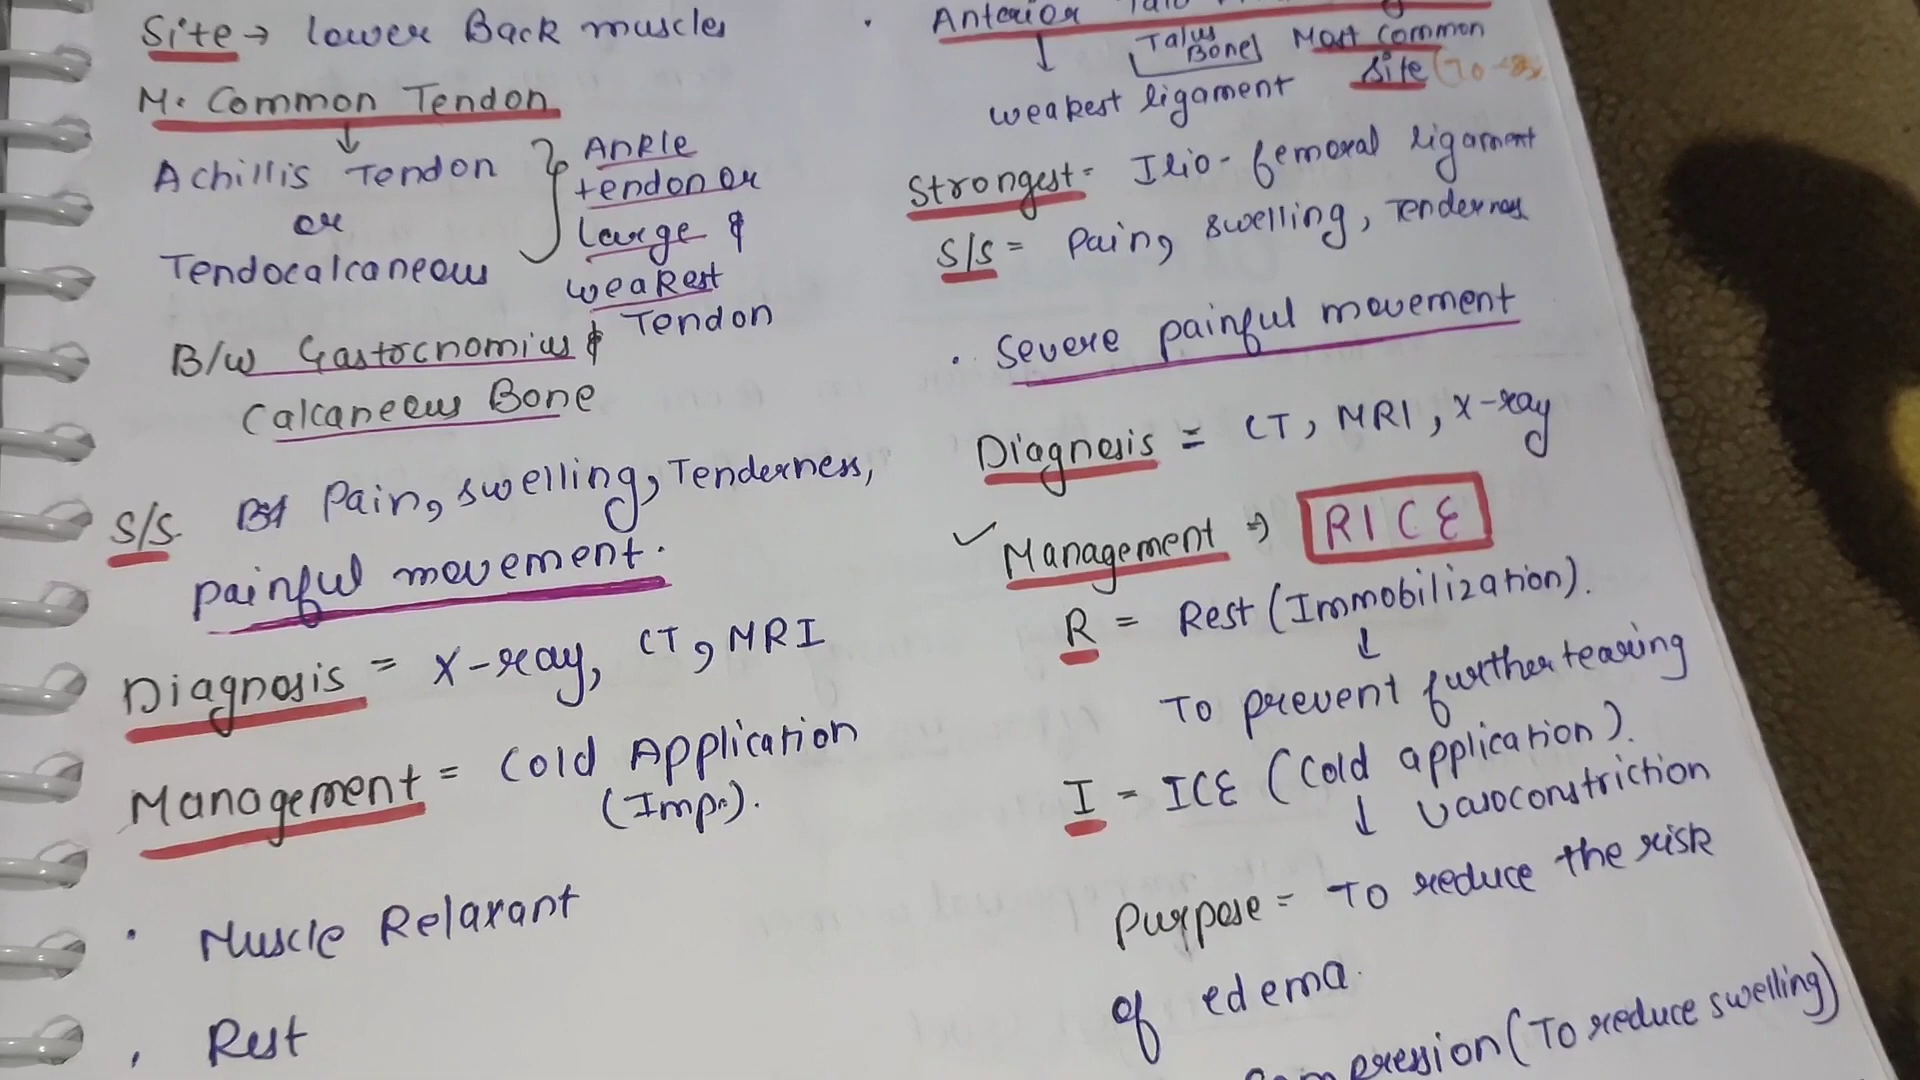 Site → lower Back muscles
M. Common Tendon
↓
Achillis Tendon
or
Tendocalcaneous
Ankle
tendon or
large &
weakest
Tendon
B/w Gastocnomius &
Calcaneous Bone
S/S. Pain, swelling, Tenderness,
painful movement.
Diagnosis = X-ray, CT, MRI
Management = Cold Application
(Imp.).
• Muscle Relaxant
• Rest
• Anterior
↓ Talus Bone Most Common
site
weakest ligament
Strongest = Ilio-femoral ligament
S/S = Pain, swelling, Tenderness
• Severe painful movement
Diagnosis = CT, MRI, X-ray
✓ Management ⇒ RICE
R = Rest (Immobilization).
↓
To prevent further tearing
I = ICE (Cold application).
↓ Vasoconstriction
Purpose = To reduce the risk
of edema.
(To reduce swelling)